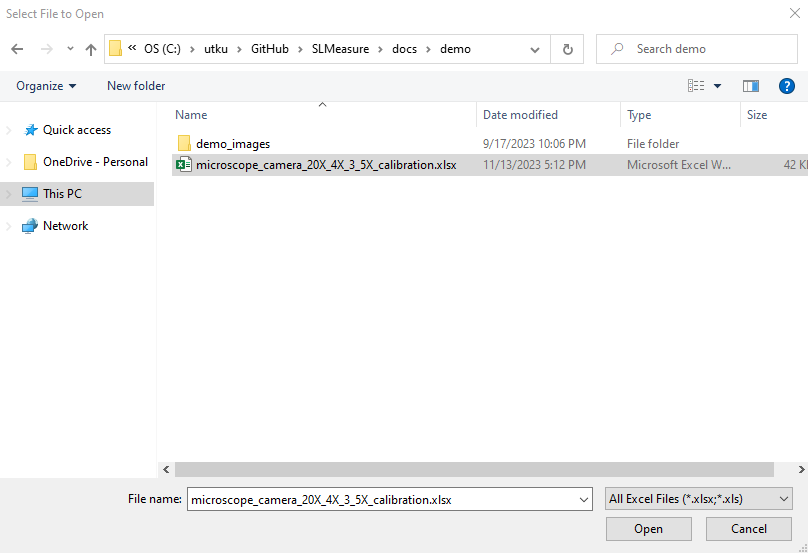 Select File to Open
« OS (C:) › utku › GitHub › SLMeasure › docs › demo
Search demo
Organize New folder
Name Date modified Type Size
Quick access
OneDrive - Personal
This PC
Network
demo_images 9/17/2023 10:06 PM File folder
microscope_camera_20X_4X_3_5X_calibration.xlsx 11/13/2023 5:12 PM Microsoft Excel W... 42 K
File name: microscope_camera_20X_4X_3_5X_calibration.xlsx All Excel Files (*.xlsx;*.xls)
Open Cancel